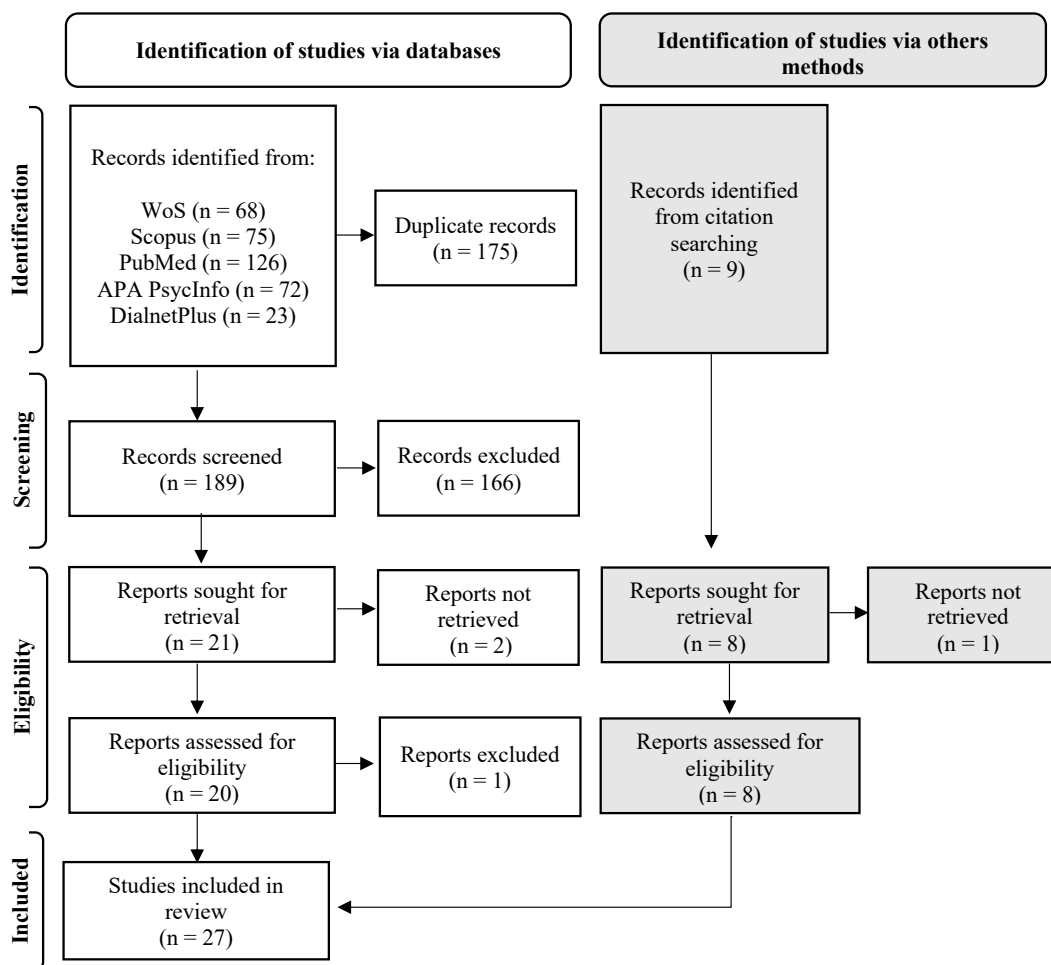 Identification of studies via databases
Identification of studies via others
methods
Identification
Records identified from:
WoS (n = 68)
Scopus (n = 75)
PubMed (n = 126)
APA PsycInfo (n = 72)
DialnetPlus (n = 23)
Duplicate records
(n = 175)
Records identified
from citation
searching
(n = 9)
Screening
Records screened
(n = 189)
Records excluded
(n = 166)
Eligibility
Reports sought for
retrieval
(n = 21)
Reports not
retrieved
(n = 2)
Reports sought for
retrieval
(n = 8)
Reports not
retrieved
(n = 1)
Reports assessed for
eligibility
(n = 20)
Reports excluded
(n = 1)
Reports assessed for
eligibility
(n = 8)
Included
Studies included in
review
(n = 27)